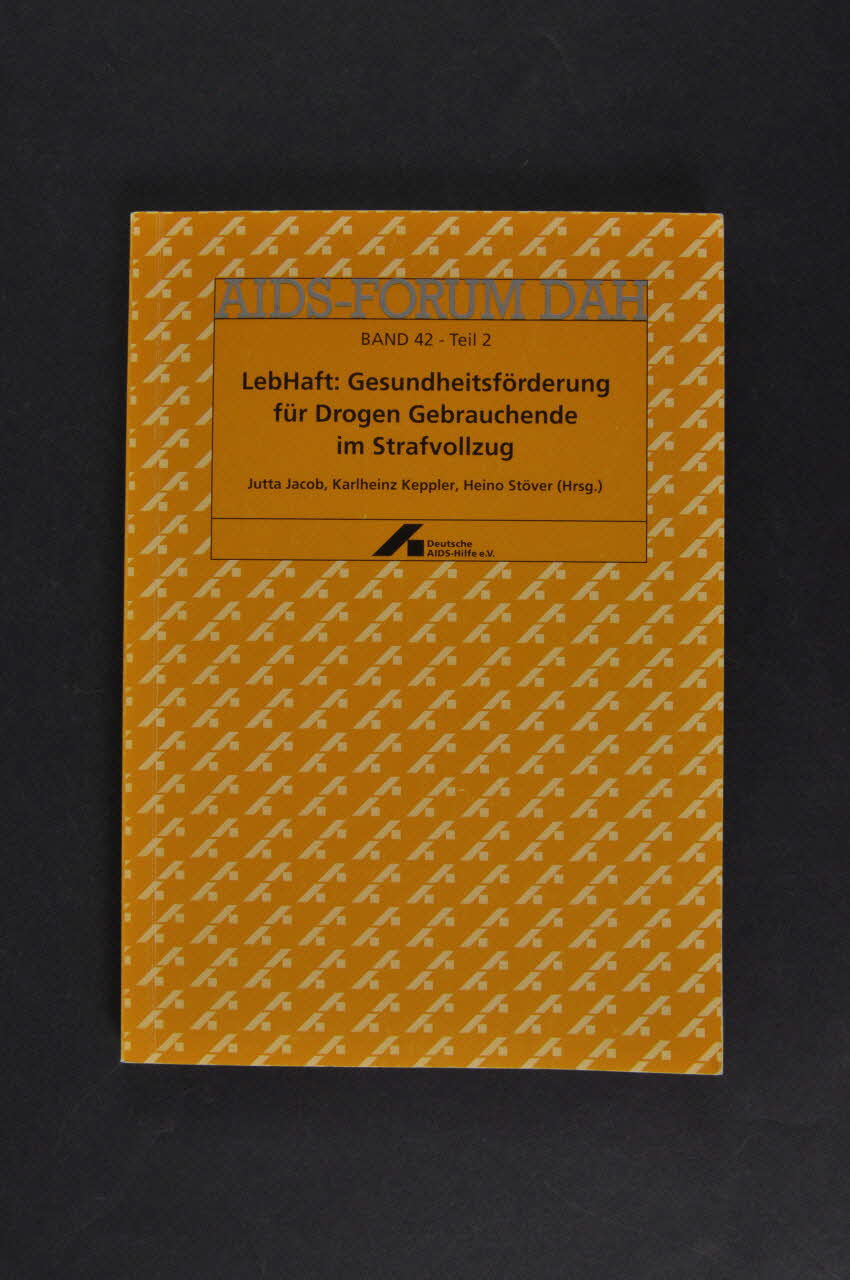 AIDS-FORUM DAH
BAND 42 - Teil 2
LebHaft: Gesundheitsförderung
für Drogen Gebrauchende
im Strafvollzug
Jutta Jacob, Karlheinz Keppler, Heino Stöver (Hrsg.)
Deutsche
AIDS-Hilfe e.V.